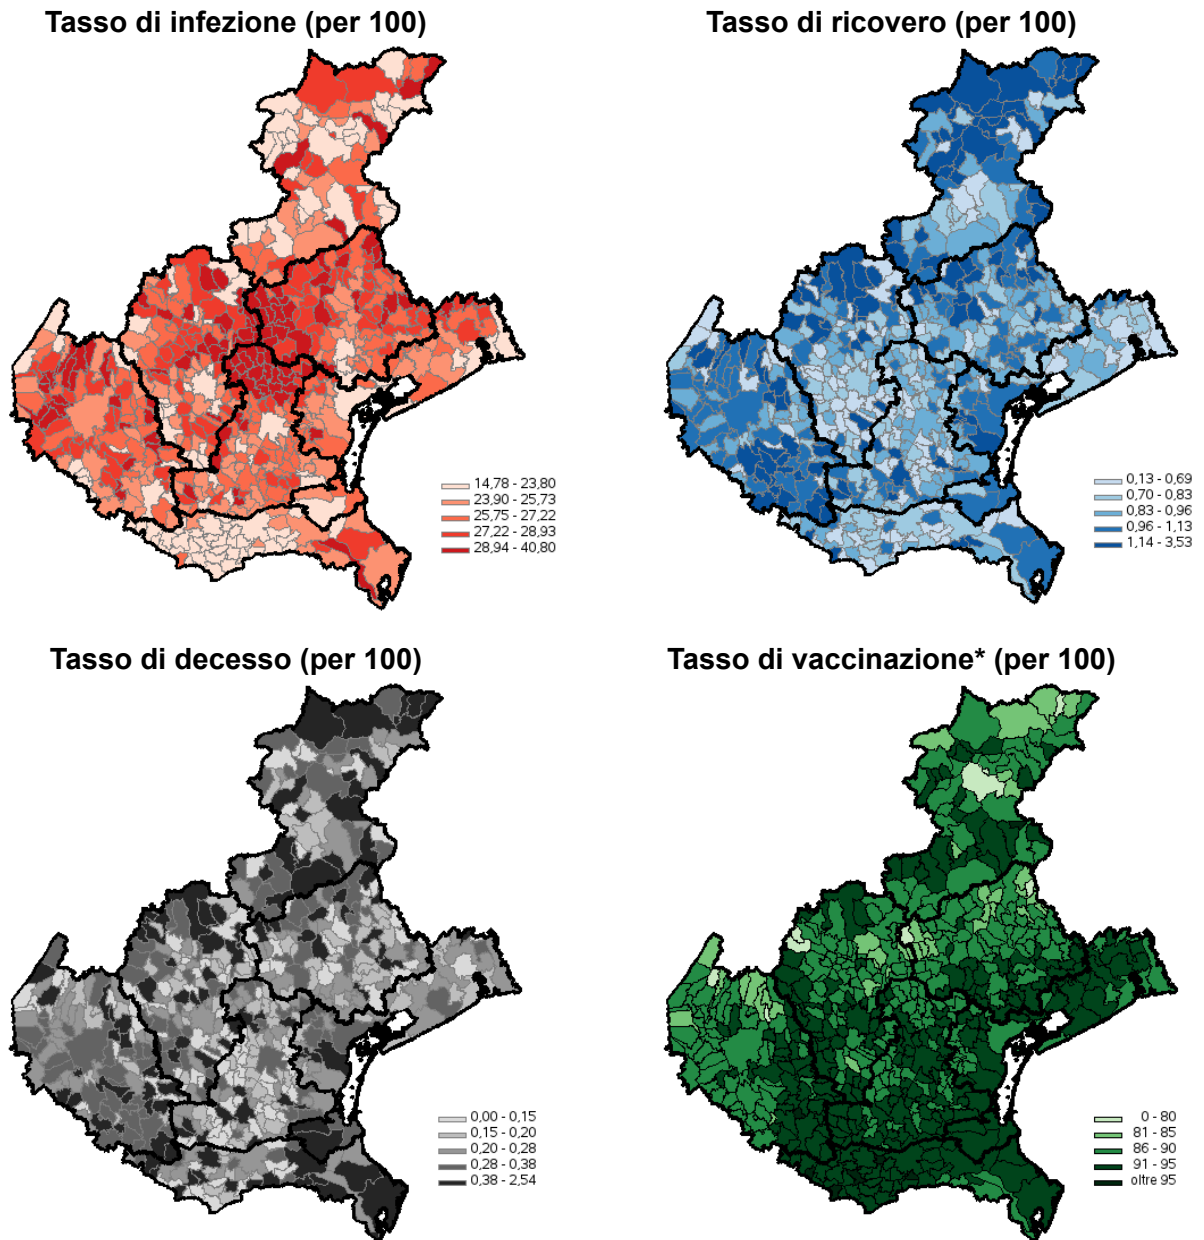 Tasso di infezione (per 100)
Tasso di ricovero (per 100)
14,78 - 23,80
23,90 - 25,73
25,75 - 27,22
27,22 - 28,93
28,94 - 40,80
0,13 - 0,69
0,70 - 0,83
0,83 - 0,96
0,96 - 1,13
1,14 - 3,53
Tasso di decesso (per 100)
Tasso di vaccinazione* (per 100)
0,00 - 0,15
0,15 - 0,20
0,20 - 0,28
0,28 - 0,38
0,38 - 2,54
0 - 80
81 - 85
86 - 90
91 - 95
oltre 95